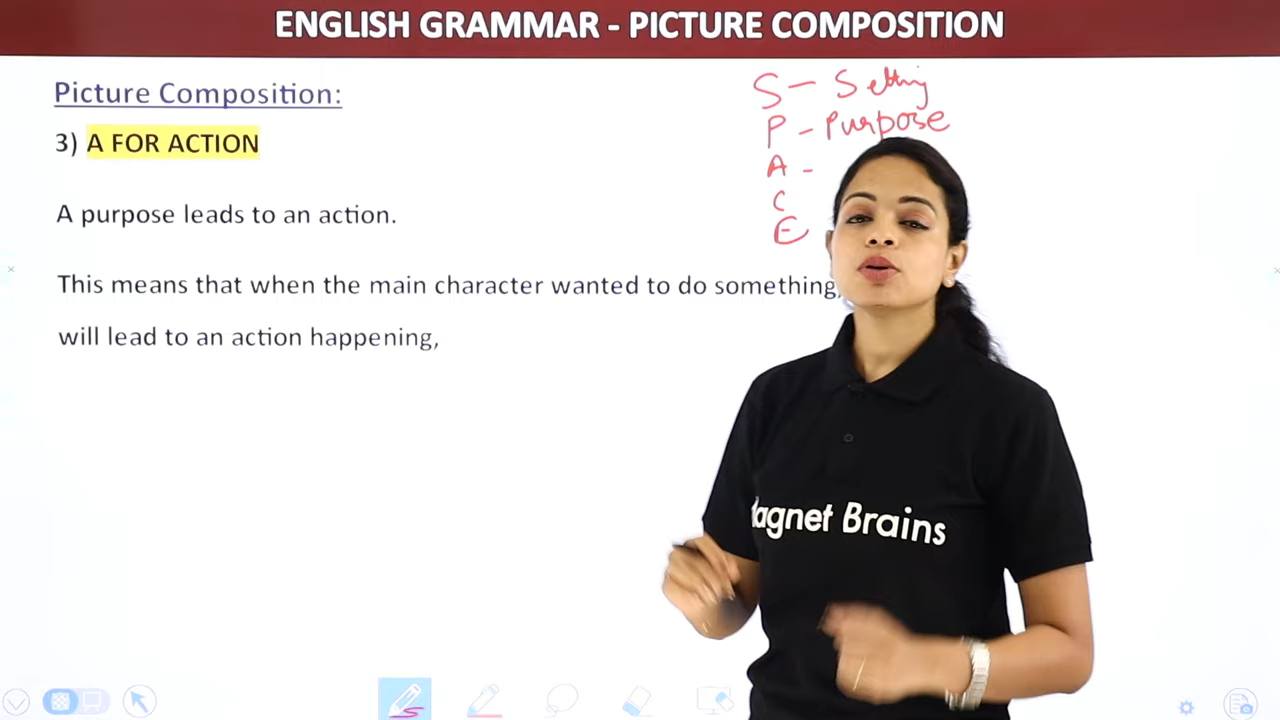 ENGLISH GRAMMAR - PICTURE COMPOSITION
Picture Composition:
3) A FOR ACTION
A purpose leads to an action.
This means that when the main character wanted to do something,
will lead to an action happening,
S - Setting
P - Purpose
A -
C
E
Magnet Brains